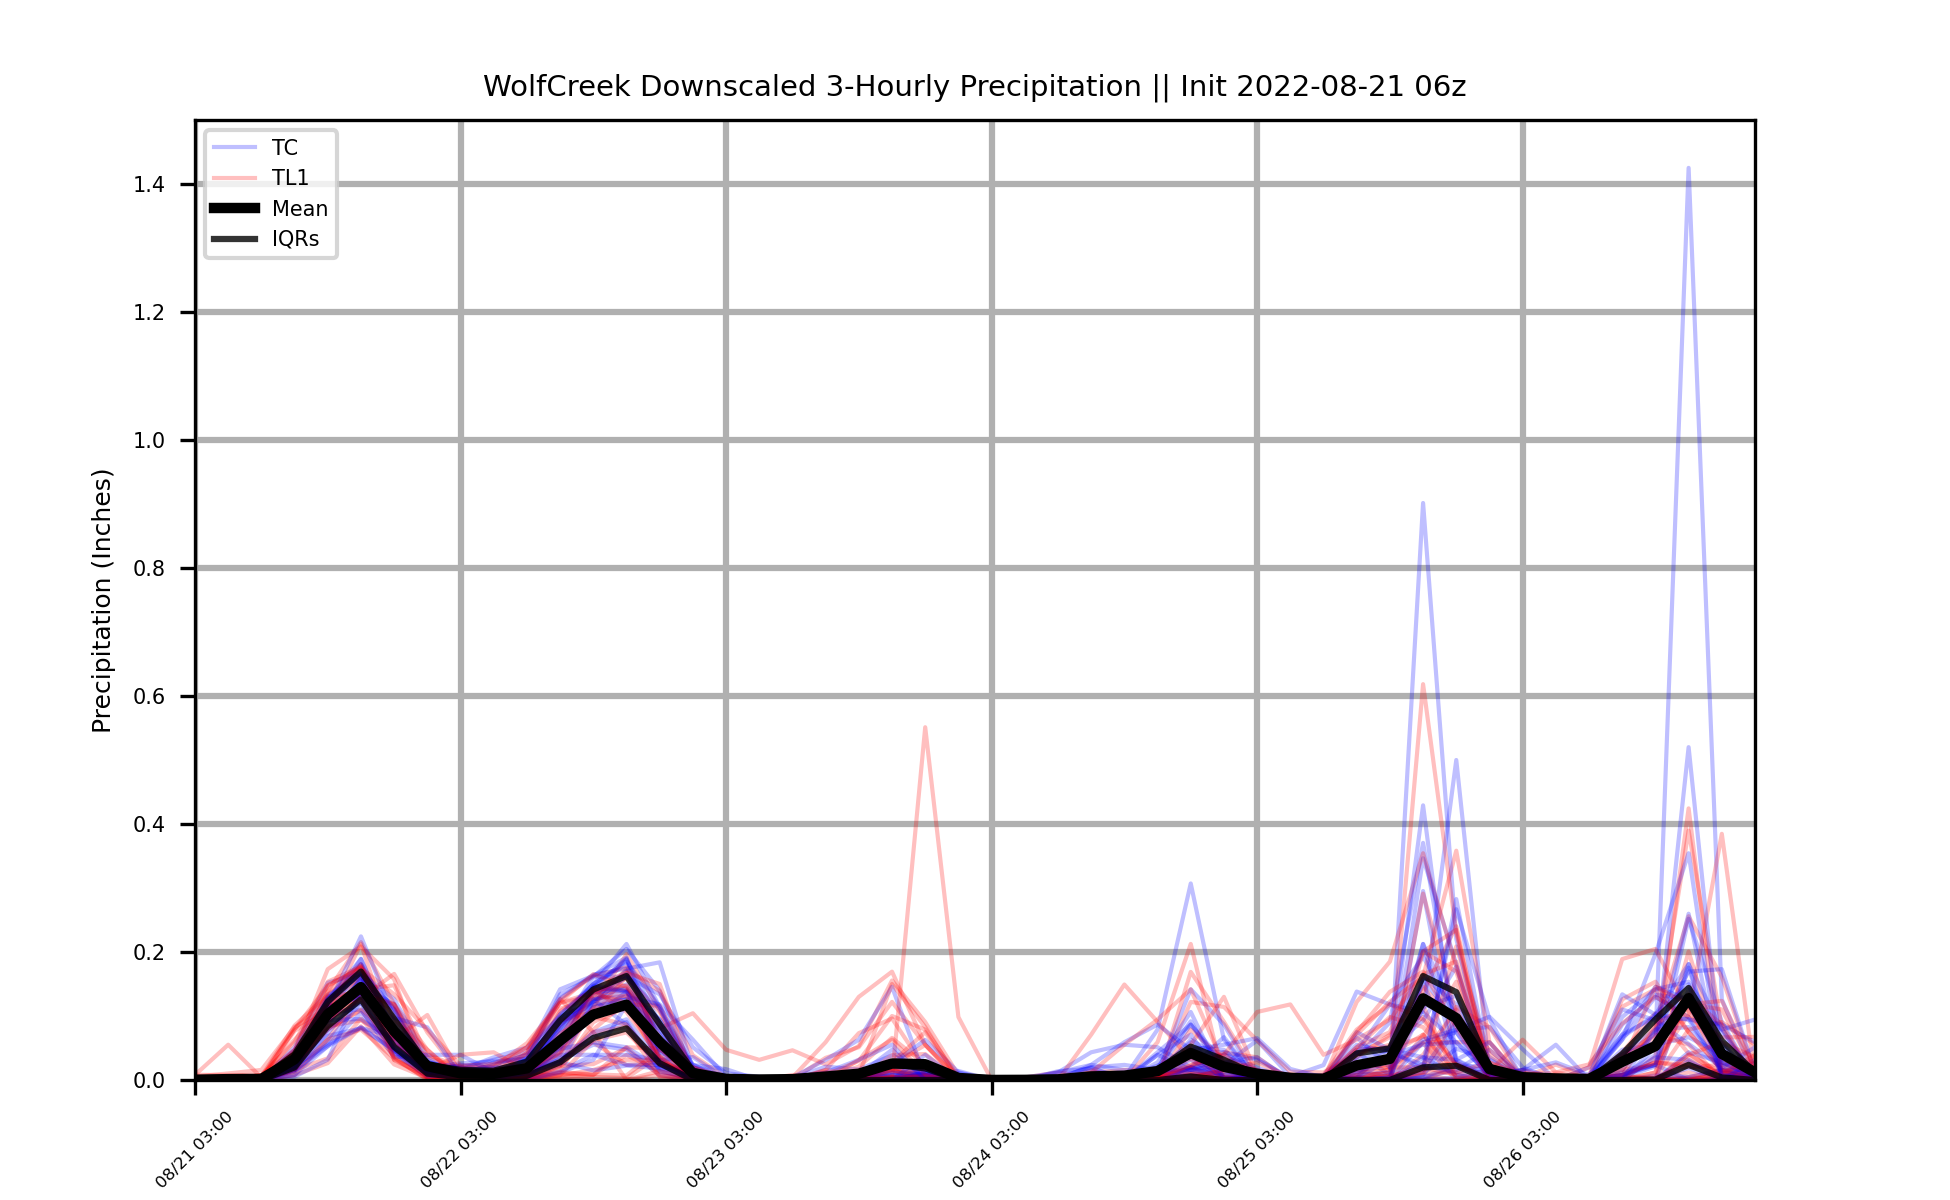 WolfCreek Downscaled 3-Hourly Precipitation || Init 2022-08-21 06z
TC
TL1
Mean
IQRs
Precipitation (Inches)
1.4
1.2
1.0
0.8
0.6
0.4
0.2
0.0
08/21 03:00
08/22 03:00
08/23 03:00
08/24 03:00
08/25 03:00
08/26 03:00